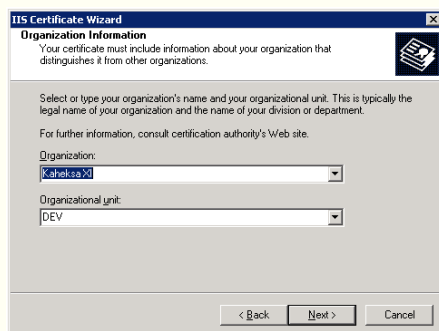 IIS Certificate Wizard
Organization Information
Your certificate must include information about your organization that
distinguishes it from other organizations.
Select or type your organization's name and your organizational unit. This is typically the
legal name of your organization and the name of your division or department.
For further information, consult certification authority's Web site.
Organization:
Kaheksa XI
Organizational unit:
DEV
< Back
Next >
Cancel